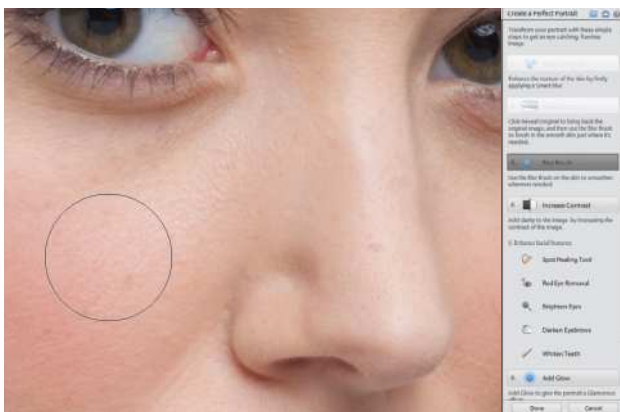 Create a Perfect Portrait
Transform your portrait with these simple
steps to get an eye catching, flawless
image.
Enhance the texture of the skin by firstly
applying a Smart blur.
Click Reveal Original to bring back the
original image, and then use the Blur Brush
to brush in the smooth skin just where it's
needed.
Blur Brush
Use the Blur Brush on the skin to smoothen
wherever needed.
Increase Contrast
Add clarity to the image by increasing the
contrast of the image.
Enhance facial features
Spot Healing Tool
Red Eye Removal
Brighten Eyes
Darken Eyebrows
Whiten Teeth
Add Glow
Add Glow to give the portrait a Glamorous
Done Cancel